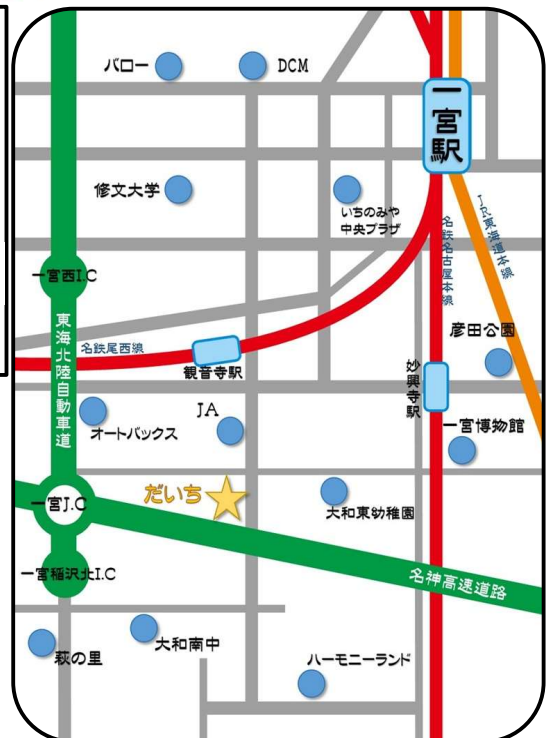 バロー
DCM
一宮駅
修文大学
いちのみや
中央プラザ
名鉄名古屋本線
JR東海道本線
一宮西I.C
東海北陸自動車道
名鉄尾西線
観音寺駅
彦田公園
妙興寺駅
オートバックス
JA
一宮博物館
一宮J.C
だいち
大和東幼稚園
一宮稲沢北I.C
名神高速道路
萩の里
大和南中
ハーモニーランド